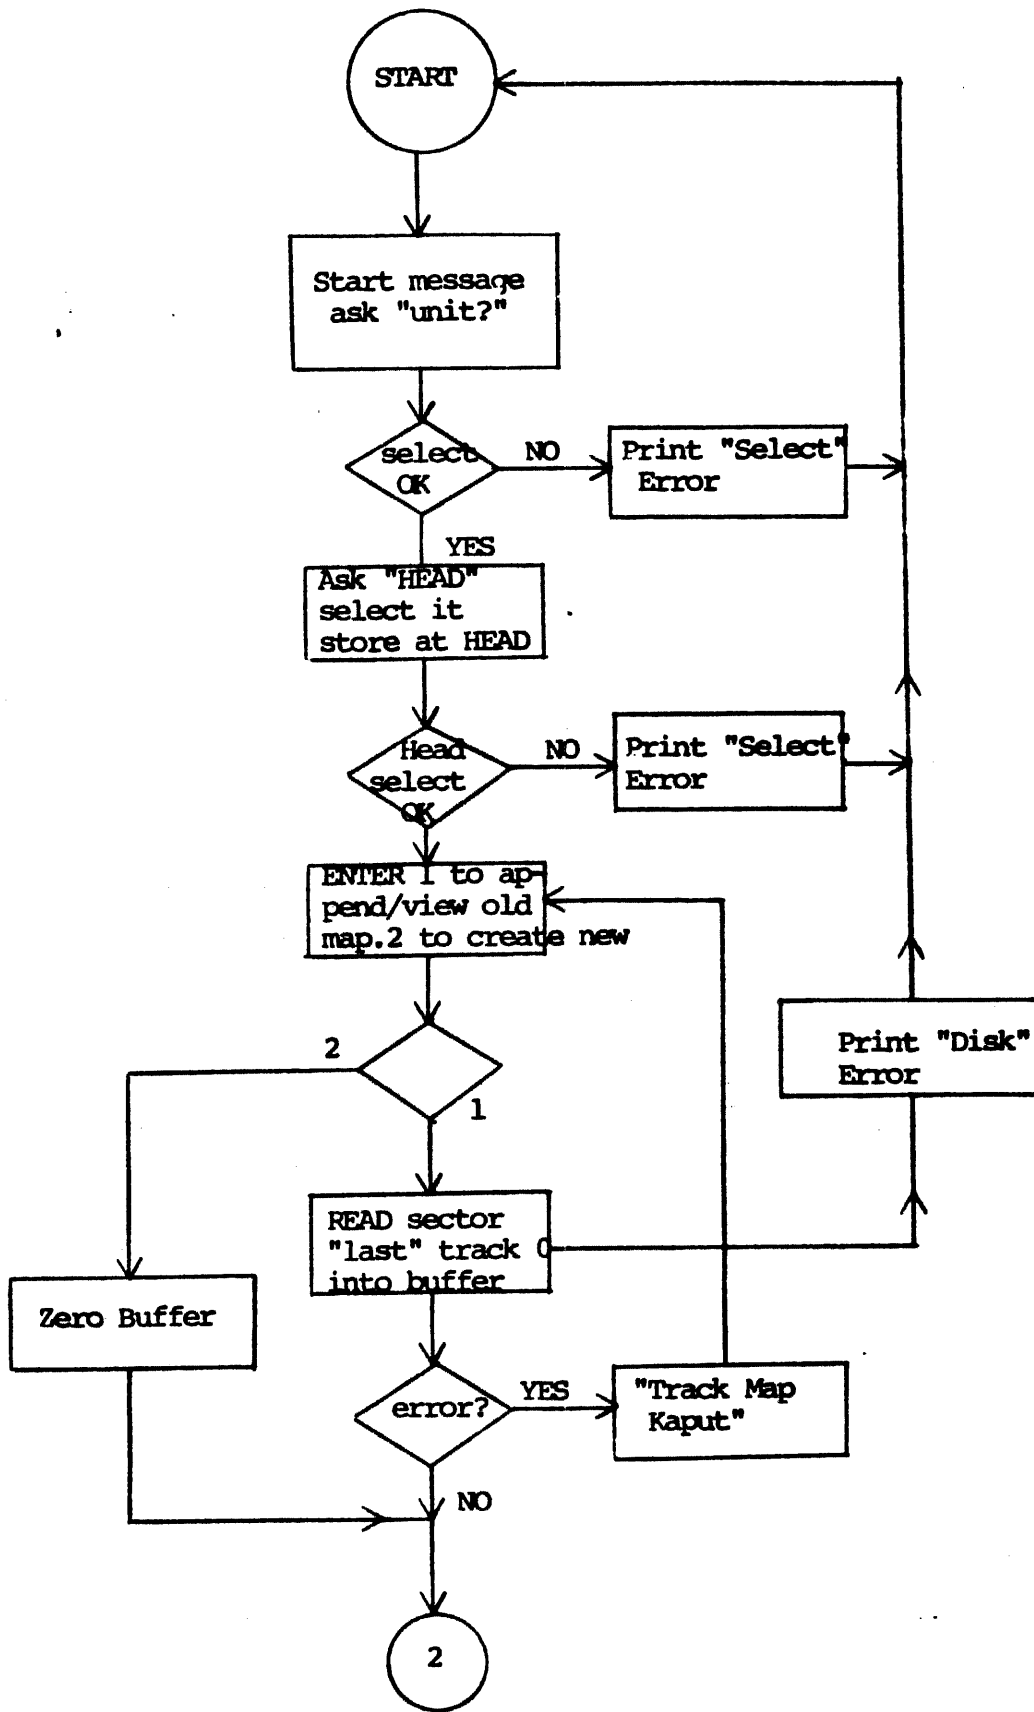 START
Start message
ask "unit?"
select
OK
NO
Print "Select"
Error
YES
Ask "HEAD"
select it
store at HEAD
Head
select
OK
NO
Print "Select"
Error
ENTER 1 to ap-
pend/view old
map.2 to create new
2
1
Print "Disk"
Error
READ sector
"last" track 0
into buffer
Zero Buffer
error?
YES
"Track Map
Kaput"
NO
2